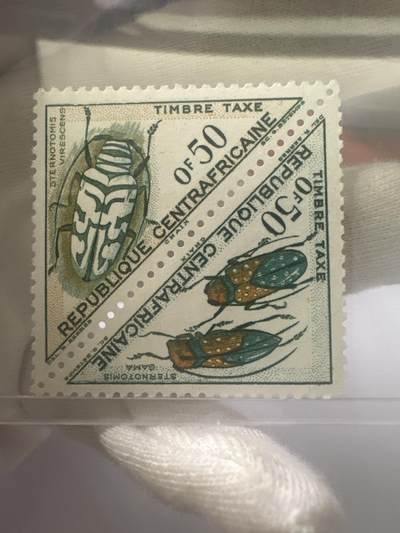 TIMBRE TAXE
STERNOTOMIS
VIRESCENS
0F50
REPUBLIQUE CENTRAFRICAINE
TIMBRE TAXE
0F50
REPUBLIQUE CENTRAFRICAINE
STERNOTOMIS
GAMA